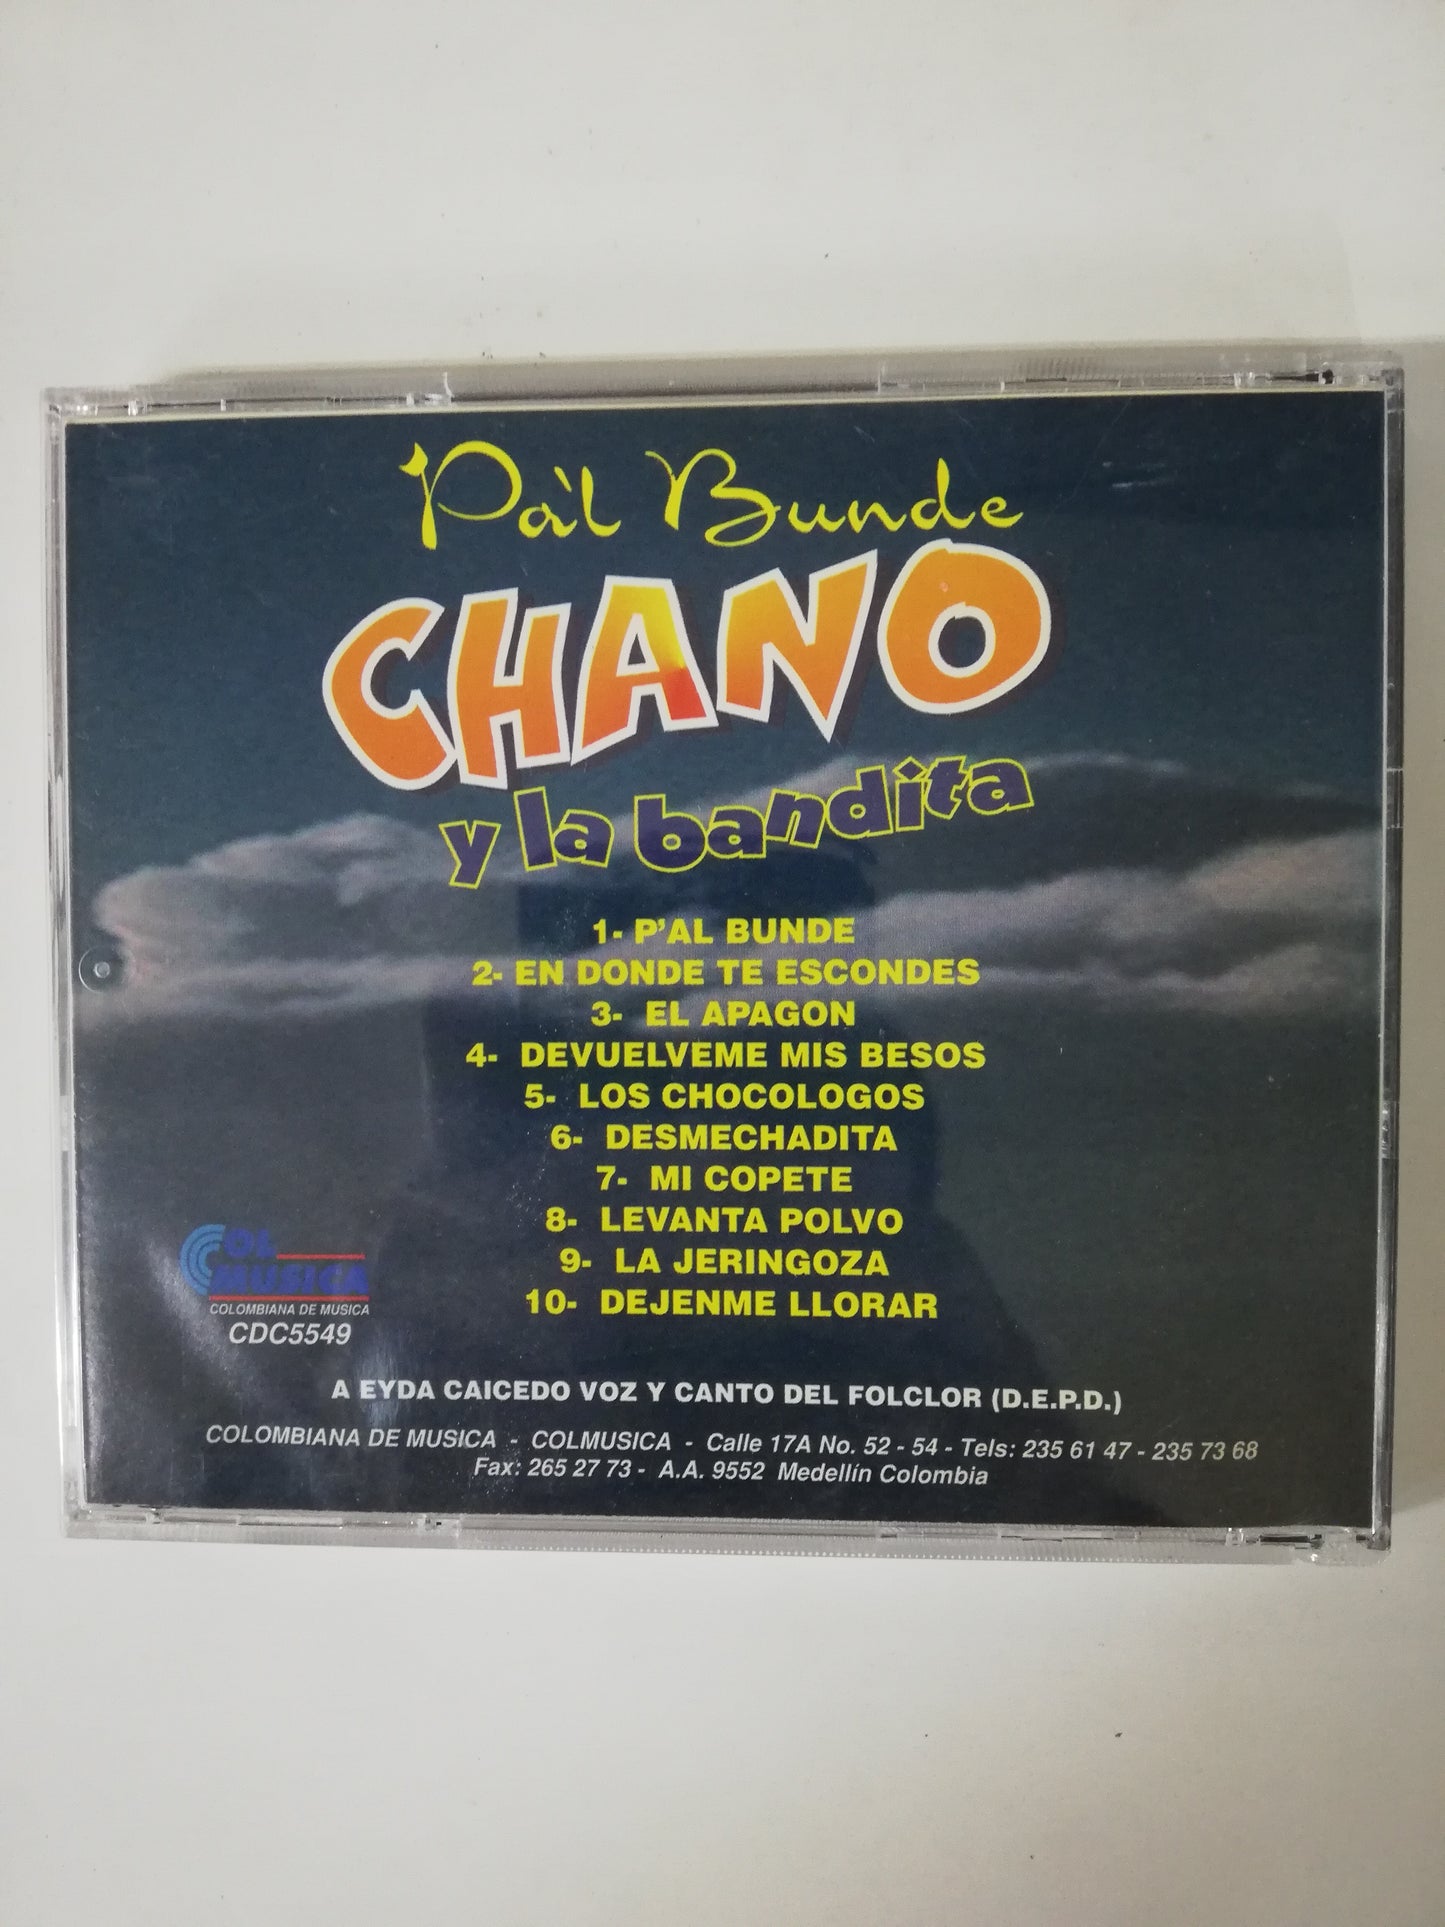 Pa'l Bunde
CHANO
y la bandita
1- P'AL BUNDE
2- EN DONDE TE ESCONDES
3- EL APAGON
4- DEVUELVEME MIS BESOS
5- LOS CHOCOLOGOS
6- DESMECHADITA
7- MI COPETE
8- LEVANTA POLVO
9- LA JERINGOZA
10- DEJENME LLORAR
COL
MUSICA
COLOMBIANA DE MUSICA
CDC5549
A EYDA CAICEDO VOZ Y CANTO DEL FOLCLOR (D.E.P.D.)
COLOMBIANA DE MUSICA - COLMUSICA - Calle 17A No. 52 - 54 - Tels: 235 61 47 - 235 73 68
Fax: 265 27 73 - A.A. 9552 Medellín Colombia